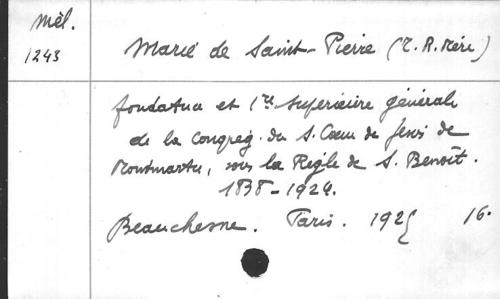 Mél.
1243
Marie de Saint-Pierre (T. R. Mère)
fondatrice et 1re supérieure générale
de la Congrég. du S. Cœur de Jésus de
Montmartre, sous la Règle de S. Benoît.
1838-1924.
Beauchesne. Paris. 1925 16.